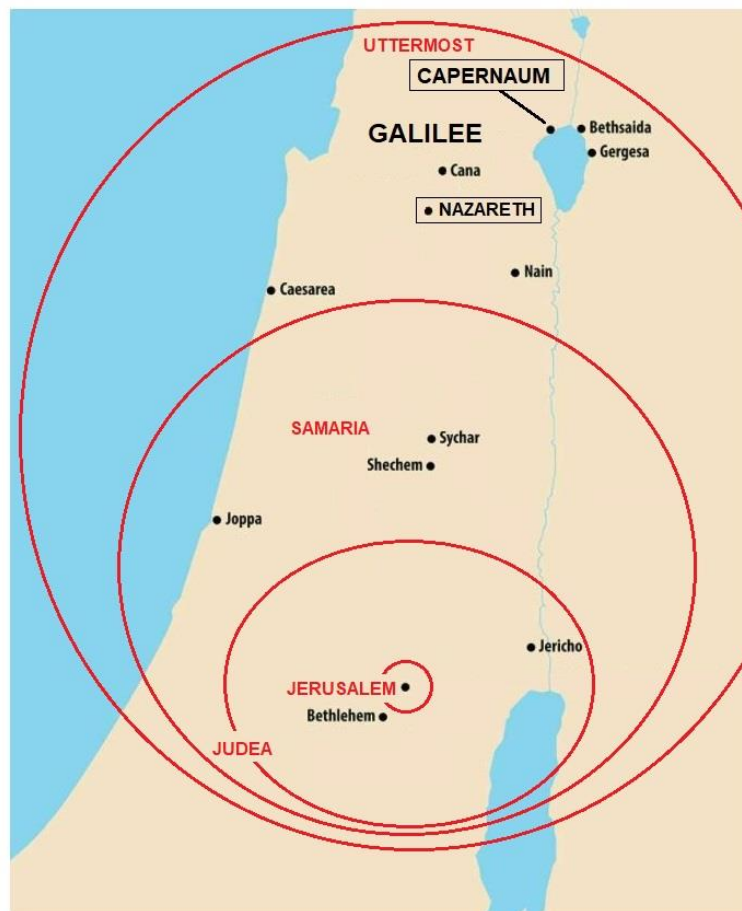 UTTERMOST
CAPERNAUM
Bethsaida
GALILEE
Gergesa
Cana
NAZARETH
Nain
Caesarea
SAMARIA
Sychar
Shechem
Joppa
Jericho
JERUSALEM
Bethlehem
JUDEA